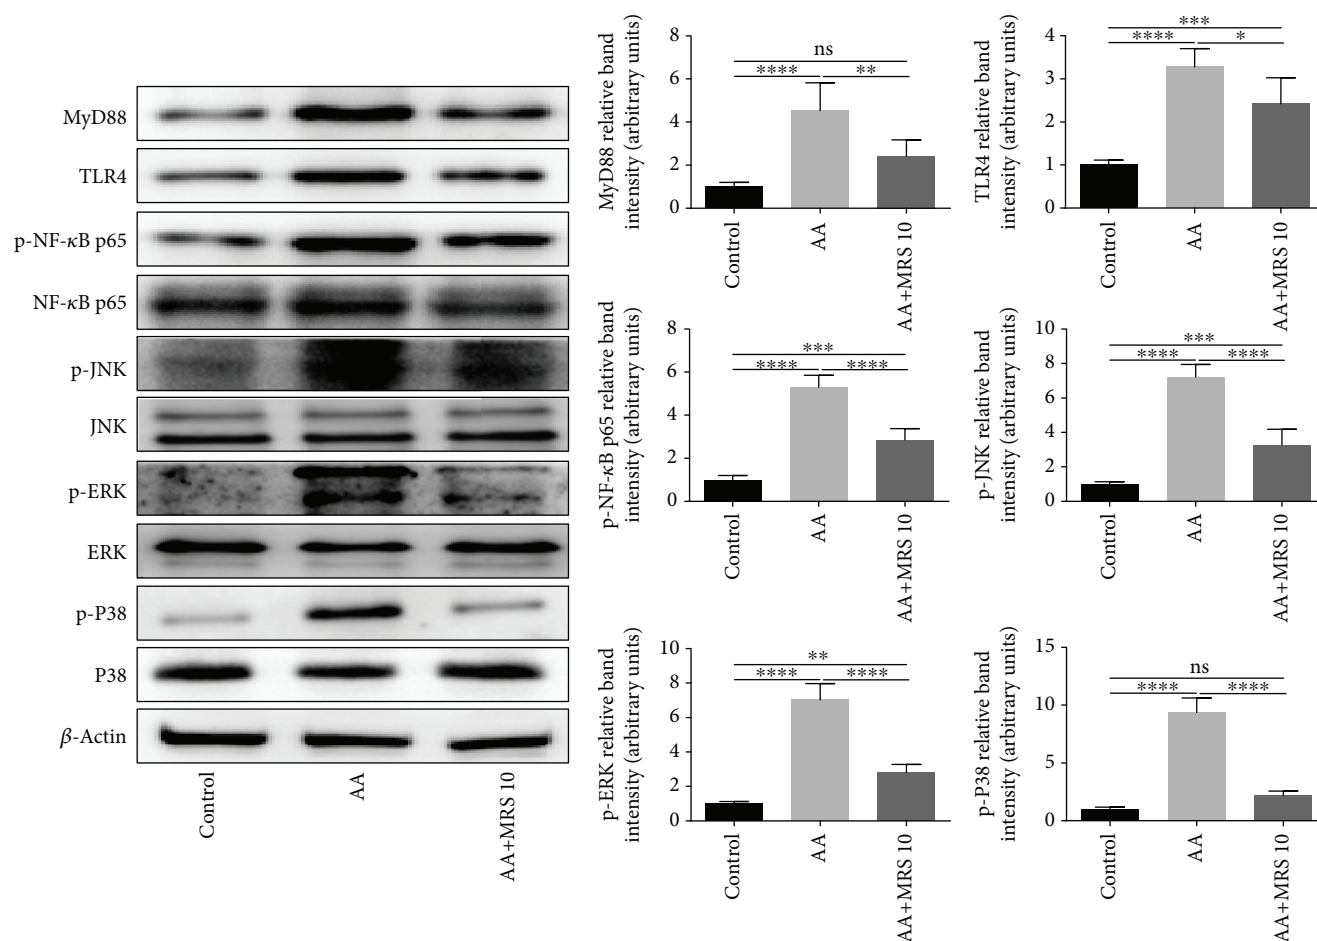 MyD88
TLR4
p-NF-κB p65
NF-κB p65
p-JNK
JNK
p-ERK
ERK
p-P38
P38
β-Actin
Control
AA
AA+MRS 10
MyD88 relative band
intensity (arbitrary units)
8
6
4
2
0
ns
****
**
Control
AA
AA+MRS 10
TLR4 relative band
intensity (arbitrary units)
4
3
2
1
0
***
****
*
Control
AA
AA+MRS 10
p-NF-κB p65 relative band
intensity (arbitrary units)
8
6
4
2
0
***
****
****
Control
AA
AA+MRS 10
p-JNK relative band
intensity (arbitrary units)
10
8
6
4
2
0
***
****
****
Control
AA
AA+MRS 10
p-ERK relative band
intensity (arbitrary units)
10
8
6
4
2
0
**
****
****
Control
AA
AA+MRS 10
p-P38 relative band
intensity (arbitrary units)
15
10
5
0
ns
****
****
Control
AA
AA+MRS 10